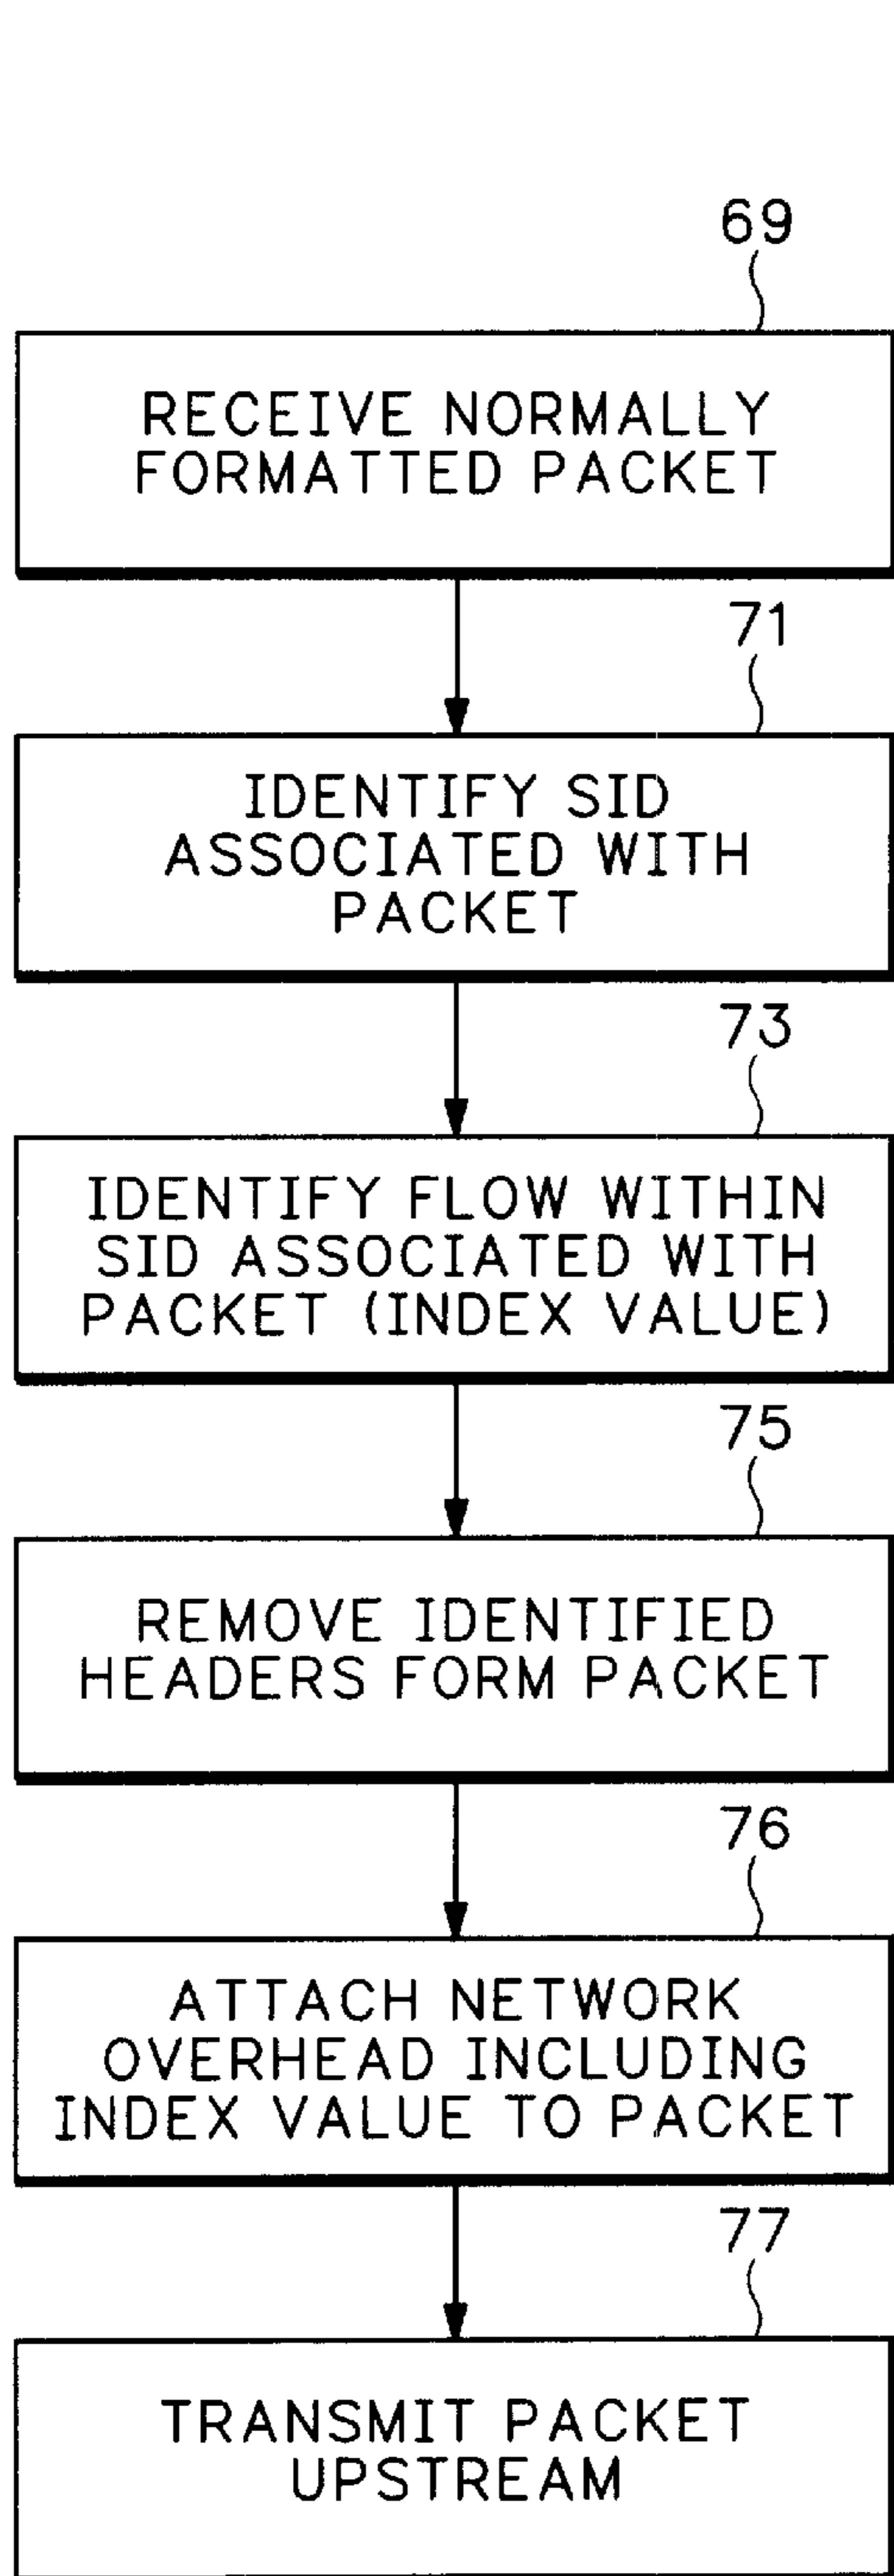 69
RECEIVE NORMALLY
FORMATTED PACKET
71
IDENTIFY SID
ASSOCIATED WITH
PACKET
73
IDENTIFY FLOW WITHIN
SID ASSOCIATED WITH
PACKET (INDEX VALUE)
75
REMOVE IDENTIFIED
HEADERS FORM PACKET
76
ATTACH NETWORK
OVERHEAD INCLUDING
INDEX VALUE TO PACKET
77
TRANSMIT PACKET
UPSTREAM